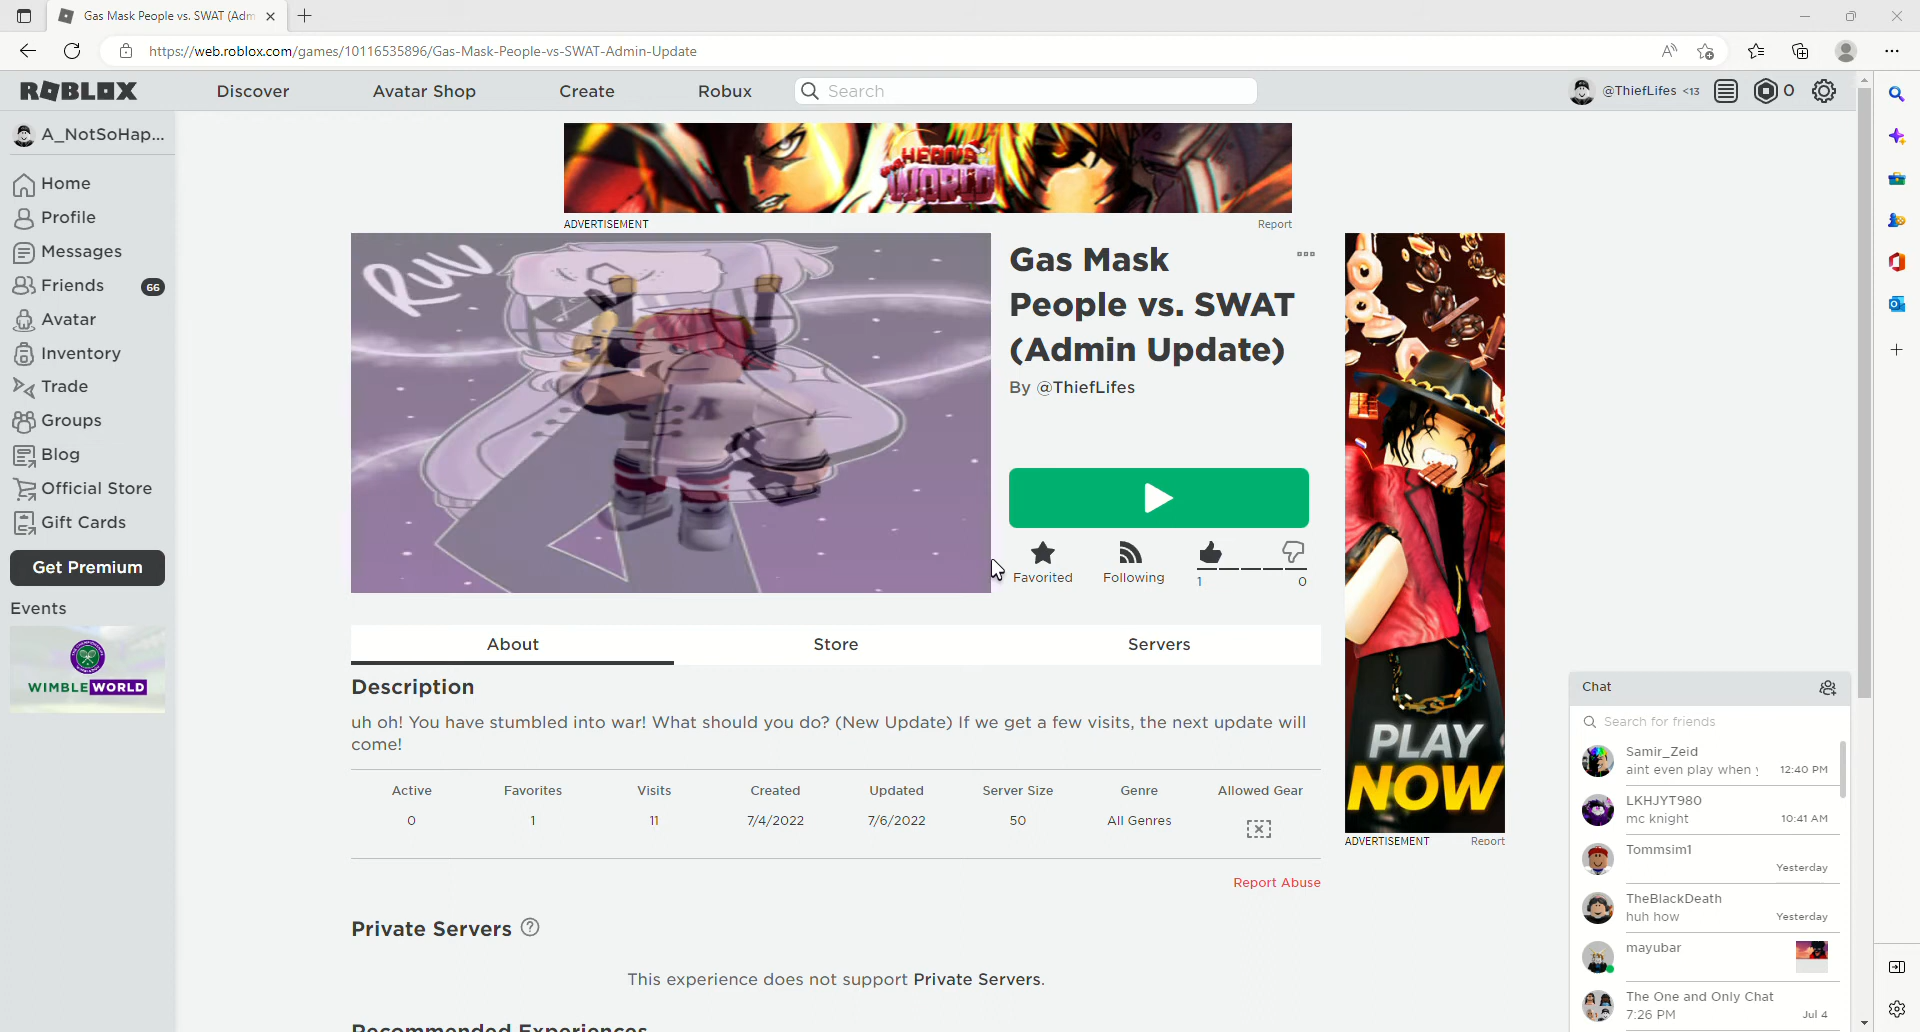 Gas Mask People vs. SWAT (Adm
https://web.roblox.com/games/10116535896/Gas-Mask-People-vs-SWAT-Admin-Update
ROBLOX
Discover
Avatar Shop
Create
Robux
Search
@ThiefLifes <13
0
A_NotSoHap...
Home
Profile
Messages
Friends
66
Avatar
Inventory
Trade
Groups
Blog
Official Store
Gift Cards
Get Premium
Events
WIMBLEWORLD
HERO'S
WORLD
ADVERTISEMENT
Report
Ruv
Gas Mask
People vs. SWAT
(Admin Update)
By @ThiefLifes
Favorited
Following
1
0
PLAY
NOW
ADVERTISEMENT
Report
About
Store
Servers
Description
uh oh! You have stumbled into war! What should you do? (New Update) If we get a few visits, the next update will
come!
Active
Favorites
Visits
Created
Updated
Server Size
Genre
Allowed Gear
0
1
11
7/4/2022
7/6/2022
50
All Genres
Report Abuse
Private Servers
This experience does not support Private Servers.
Recommended Experiences
Chat
Search for friends
Samir_Zeid
aint even play when
12:40 PM
LKHJYT980
mc knight
10:41 AM
Tommsim1
Yesterday
TheBlackDeath
huh how
Yesterday
mayubar
The One and Only Chat
7:26 PM
Jul 4